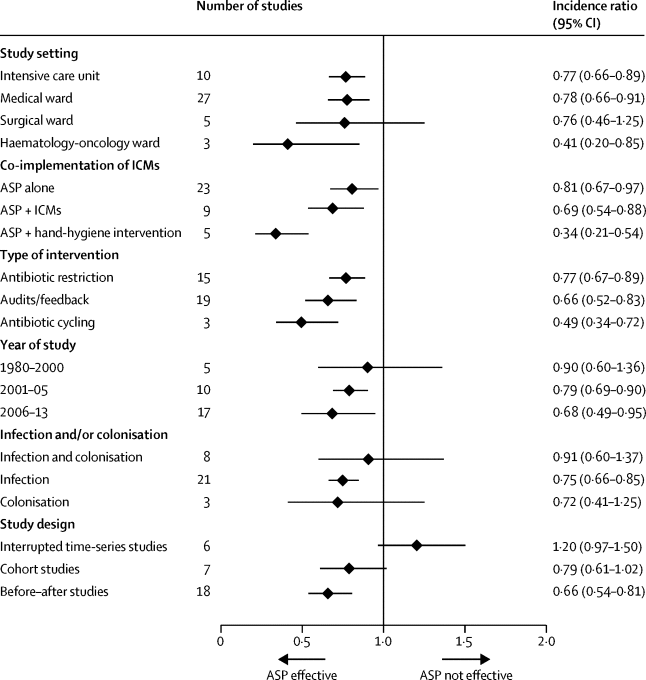 Number of studies Incidence ratio
(95% CI)
Study setting
Intensive care unit 10 0·77 (0·66–0·89)
Medical ward 27 0·78 (0·66–0·91)
Surgical ward 5 0·76 (0·46–1·25)
Haematology-oncology ward 3 0·41 (0·20–0·85)
Co-implementation of ICMs
ASP alone 23 0·81 (0·67–0·97)
ASP + ICMs 9 0·69 (0·54–0·88)
ASP + hand-hygiene intervention 5 0·34 (0·21–0·54)
Type of intervention
Antibiotic restriction 15 0·77 (0·67–0·89)
Audits/feedback 19 0·66 (0·52–0·83)
Antibiotic cycling 3 0·49 (0·34–0·72)
Year of study
1980–2000 5 0·90 (0·60–1·36)
2001–05 10 0·79 (0·69–0·90)
2006–13 17 0·68 (0·49–0·95)
Infection and/or colonisation
Infection and colonisation 8 0·91 (0·60–1·37)
Infection 21 0·75 (0·66–0·85)
Colonisation 3 0·72 (0·41–1·25)
Study design
Interrupted time-series studies 6 1·20 (0·97–1·50)
Cohort studies 7 0·79 (0·61–1·02)
Before–after studies 18 0·66 (0·54–0·81)
0 0·5 1·0 1·5 2·0
ASP effective ASP not effective